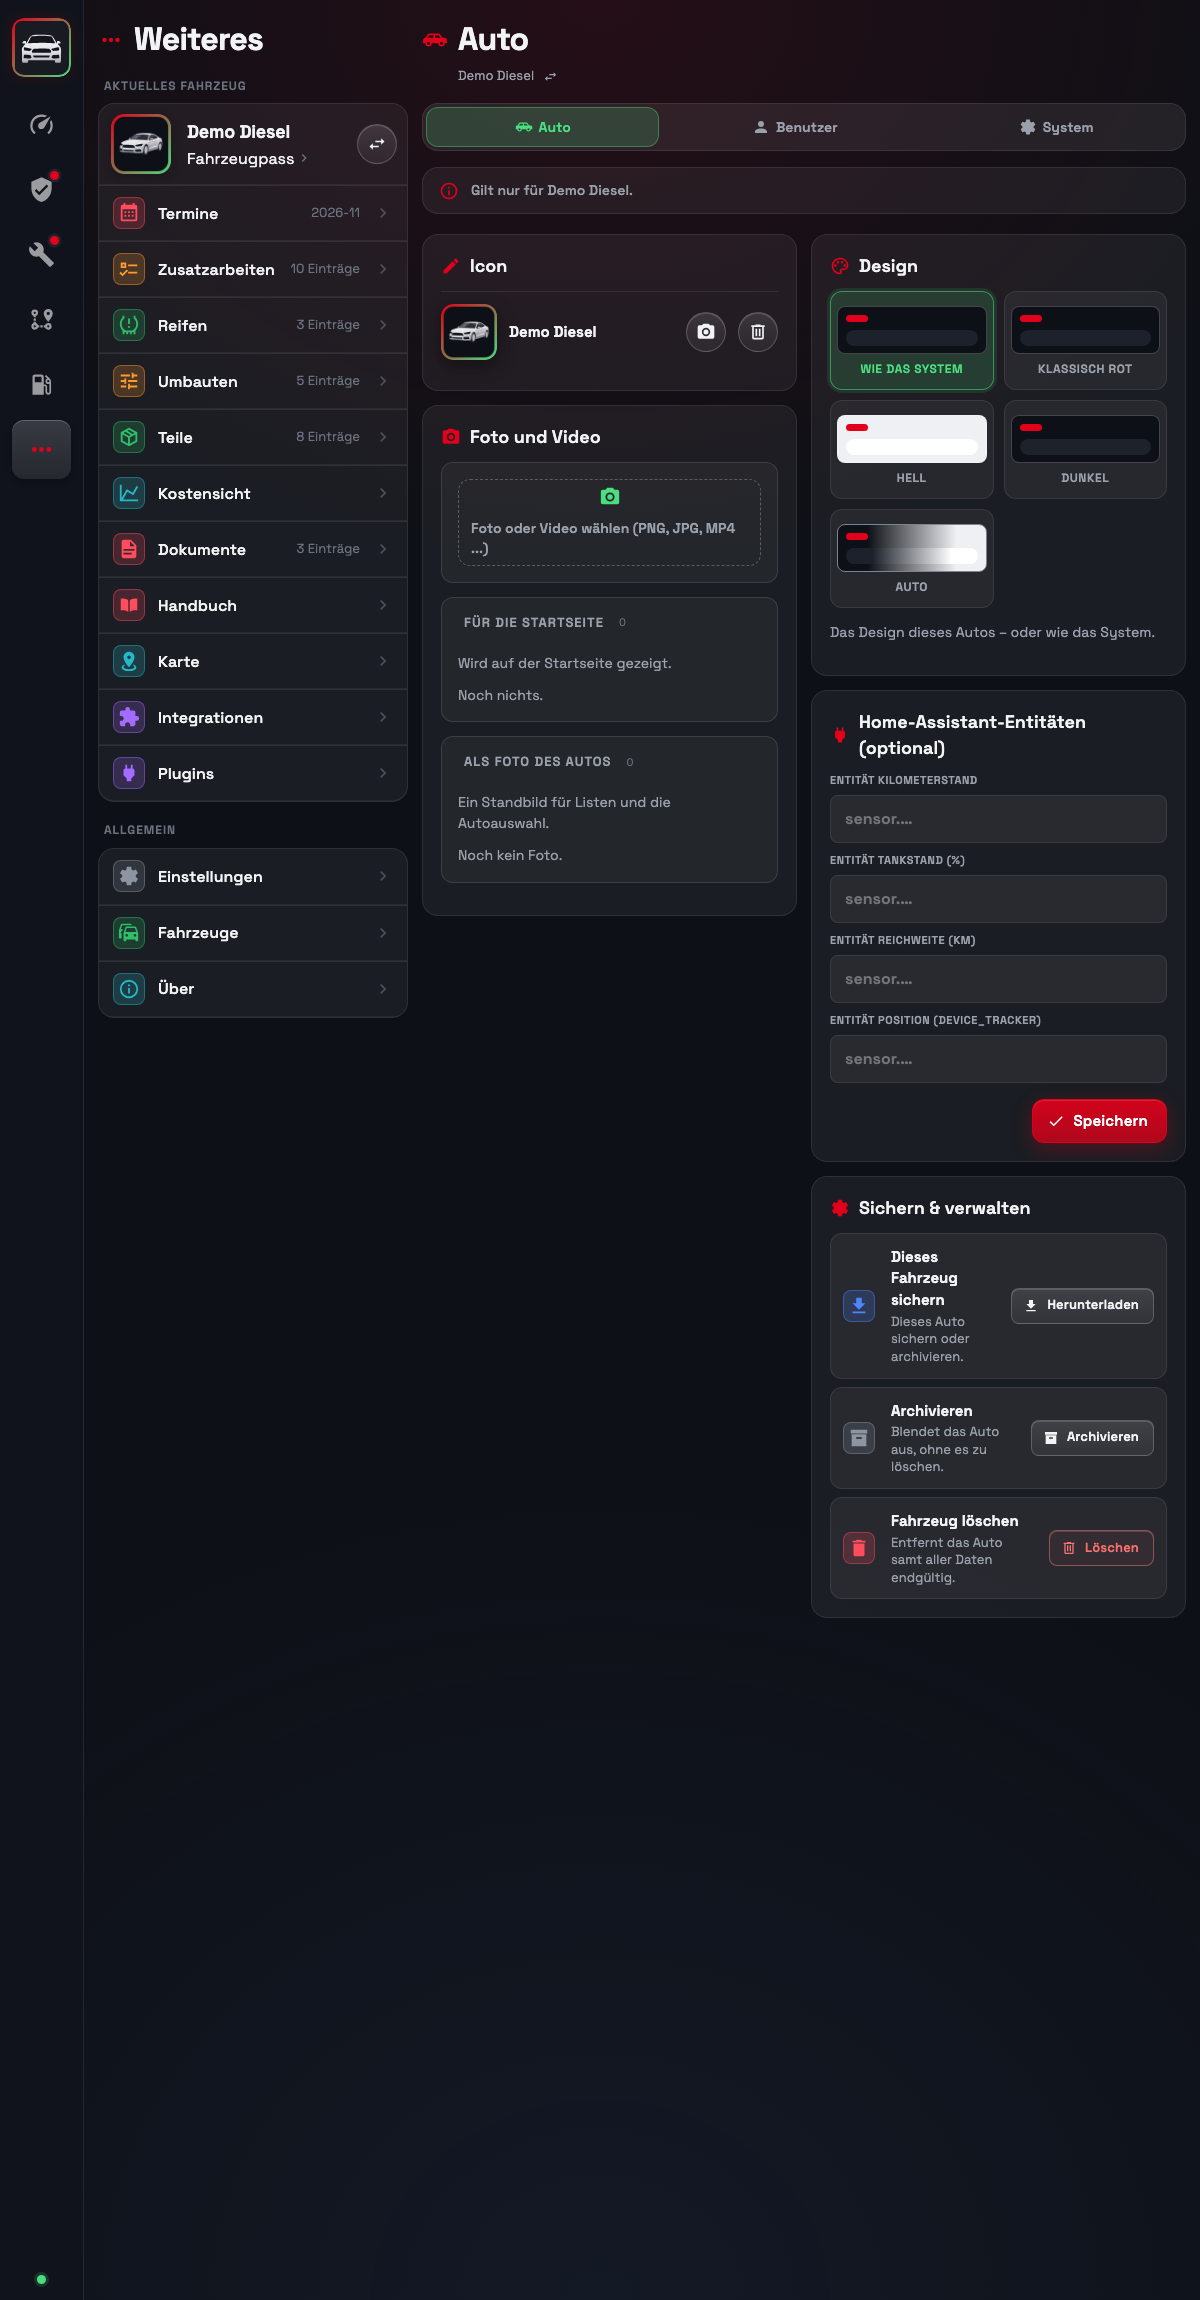 Weiteres
AKTUELLES FAHRZEUG
Demo Diesel
Fahrzeugpass
Termine 2026-11
Zusatzarbeiten 10 Einträge
Reifen 3 Einträge
Umbauten 5 Einträge
Teile 8 Einträge
Kostensicht
Dokumente 3 Einträge
Handbuch
Karte
Integrationen
Plugins
ALLGEMEIN
Einstellungen
Fahrzeuge
Über
Auto
Demo Diesel
Auto Benutzer System
Gilt nur für Demo Diesel.
Icon
Demo Diesel
Foto und Video
Foto oder Video wählen (PNG, JPG, MP4
...)
FÜR DIE STARTSEITE 0
Wird auf der Startseite gezeigt.
Noch nichts.
ALS FOTO DES AUTOS 0
Ein Standbild für Listen und die
Autoauswahl.
Noch kein Foto.
Design
WIE DAS SYSTEM KLASSISCH ROT
HELL DUNKEL
AUTO
Das Design dieses Autos – oder wie das System.
Home-Assistant-Entitäten
(optional)
ENTITÄT KILOMETERSTAND
sensor....
ENTITÄT TANKSTAND (%)
sensor....
ENTITÄT REICHWEITE (KM)
sensor....
ENTITÄT POSITION (DEVICE_TRACKER)
sensor....
Speichern
Sichern & verwalten
Dieses
Fahrzeug
sichern
Dieses Auto
sichern oder
archivieren.
Herunterladen
Archivieren
Blendet das Auto
aus, ohne es zu
löschen.
Archivieren
Fahrzeug löschen
Entfernt das Auto
samt aller Daten
endgültig.
Löschen